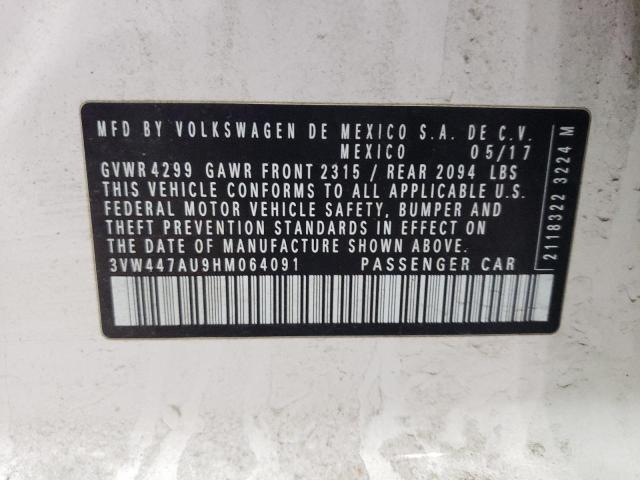 MFD BY VOLKSWAGEN DE MEXICO S.A. DE C.V.
MEXICO 05/17
GVWR 4299 GAWR FRONT 2315 / REAR 2094 LBS
THIS VEHICLE CONFORMS TO ALL APPLICABLE U.S.
FEDERAL MOTOR VEHICLE SAFETY, BUMPER AND
THEFT PREVENTION STANDARDS IN EFFECT ON
THE DATE OF MANUFACTURE SHOWN ABOVE.
3VW447AU9HM064091 PASSENGER CAR
2118322 3224 M